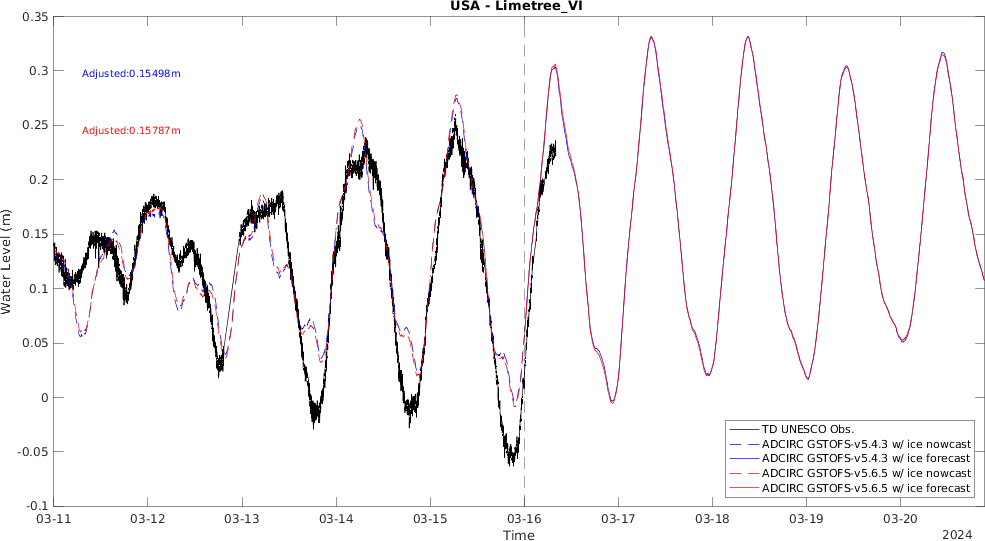 USA - Limetree_VI
0.35
0.3
0.25
0.2
0.15
0.1
0.05
0
-0.05
-0.1
Water Level (m)
Adjusted:0.15498m
Adjusted:0.15787m
TD UNESCO Obs.
ADCIRC GSTOFS-v5.4.3 w/ ice nowcast
ADCIRC GSTOFS-v5.4.3 w/ ice forecast
ADCIRC GSTOFS-v5.6.5 w/ ice nowcast
ADCIRC GSTOFS-v5.6.5 w/ ice forecast
03-11 03-12 03-13 03-14 03-15 03-16 03-17 03-18 03-19 03-20
Time
2024